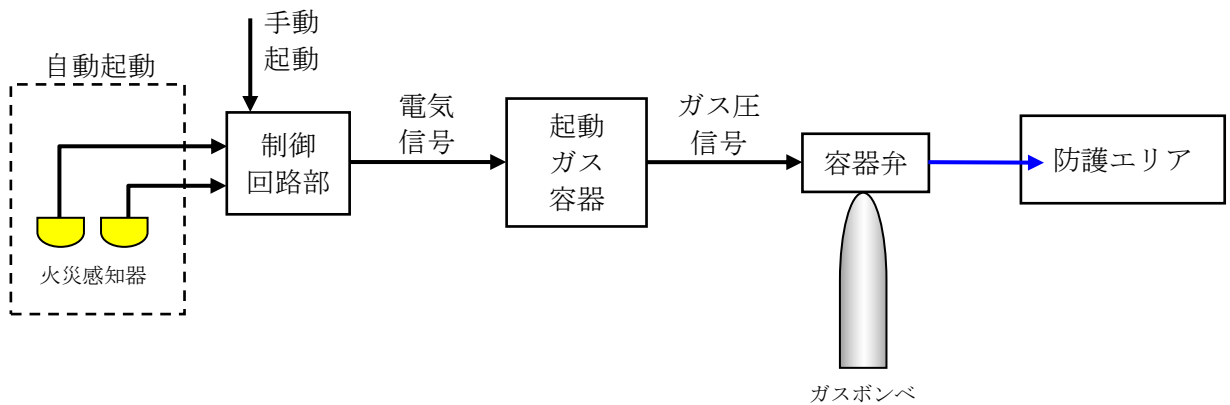 手動
起動
自動起動
電気
信号
ガス圧
信号
制御
回路部
起動
ガス
容器
容器弁
防護エリア
火災感知器
ガスボンベ